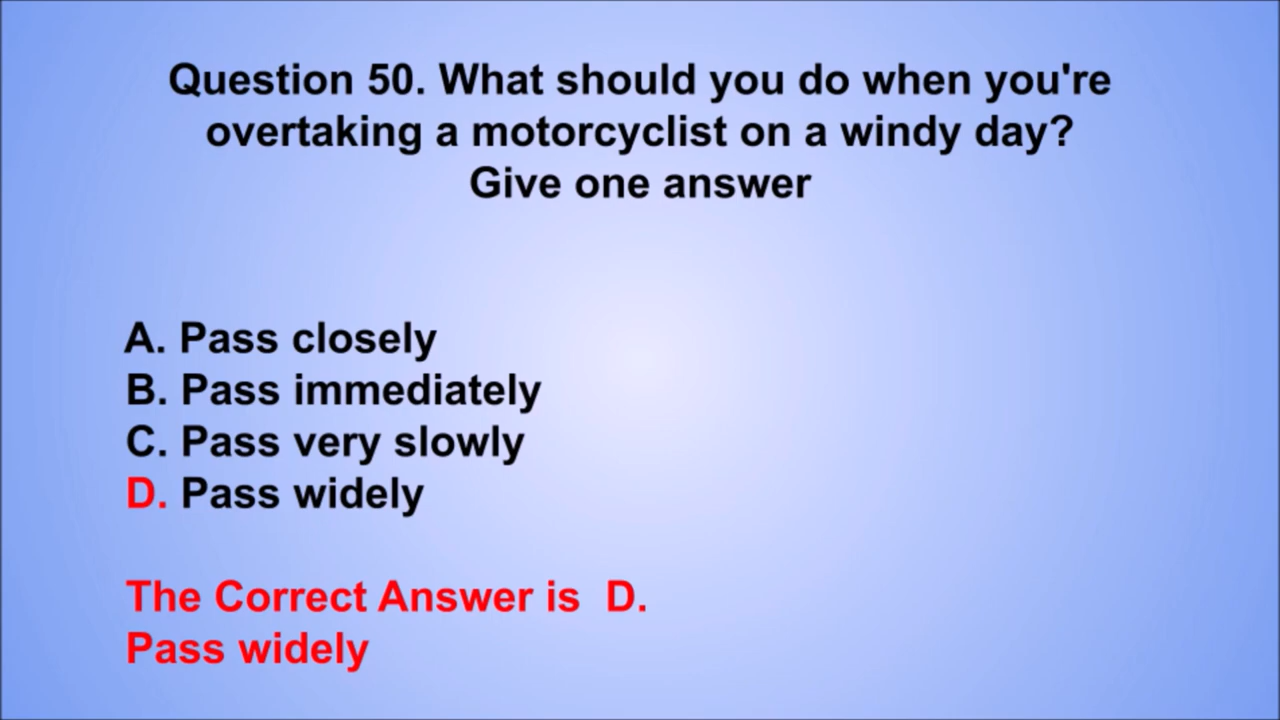 Question 50. What should you do when you're
overtaking a motorcyclist on a windy day?
Give one answer
A. Pass closely
B. Pass immediately
C. Pass very slowly
D. Pass widely
The Correct Answer is  D.
Pass widely